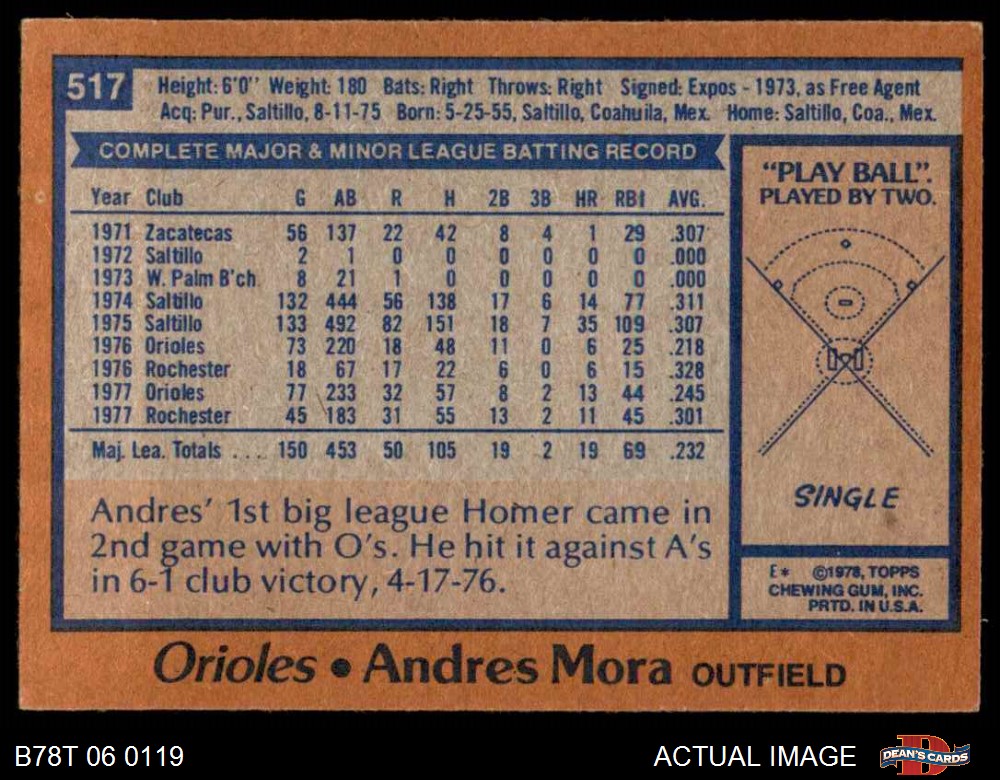 517
Height: 6'0" Weight: 180 Bats: Right Throws: Right Signed: Expos - 1973, as Free Agent
Acq: Pur., Saltillo, 8-11-75 Born: 5-25-55, Saltillo, Coahuila, Mex. Home: Saltillo, Coa., Mex.
COMPLETE MAJOR & MINOR LEAGUE BATTING RECORD
Year Club G AB R H 2B 3B HR RBI AVG.
1971 Zacatecas 56 137 22 42 8 4 1 29 .307
1972 Saltillo 2 1 0 0 0 0 0 0 .000
1973 W. Palm B'ch 8 21 1 0 0 0 0 0 .000
1974 Saltillo 132 444 56 138 17 6 14 77 .311
1975 Saltillo 133 492 82 151 18 7 35 109 .307
1976 Orioles 73 220 18 48 11 0 6 25 .218
1976 Rochester 18 67 17 22 6 0 6 15 .328
1977 Orioles 77 233 32 57 8 2 13 44 .245
1977 Rochester 45 183 31 55 13 2 11 45 .301
Maj. Lea. Totals . . . 150 453 50 105 19 2 19 69 .232
Andres' 1st big league Homer came in
2nd game with O's. He hit it against A's
in 6-1 club victory, 4-17-76.
"PLAY BALL".
PLAYED BY TWO.
SINGLE
E* ©1978, TOPPS
CHEWING GUM, INC.
PRTD. IN U.S.A.
Orioles • Andres Mora OUTFIELD
B78T 06 0119
ACTUAL IMAGE
D
DEAN'S CARDS